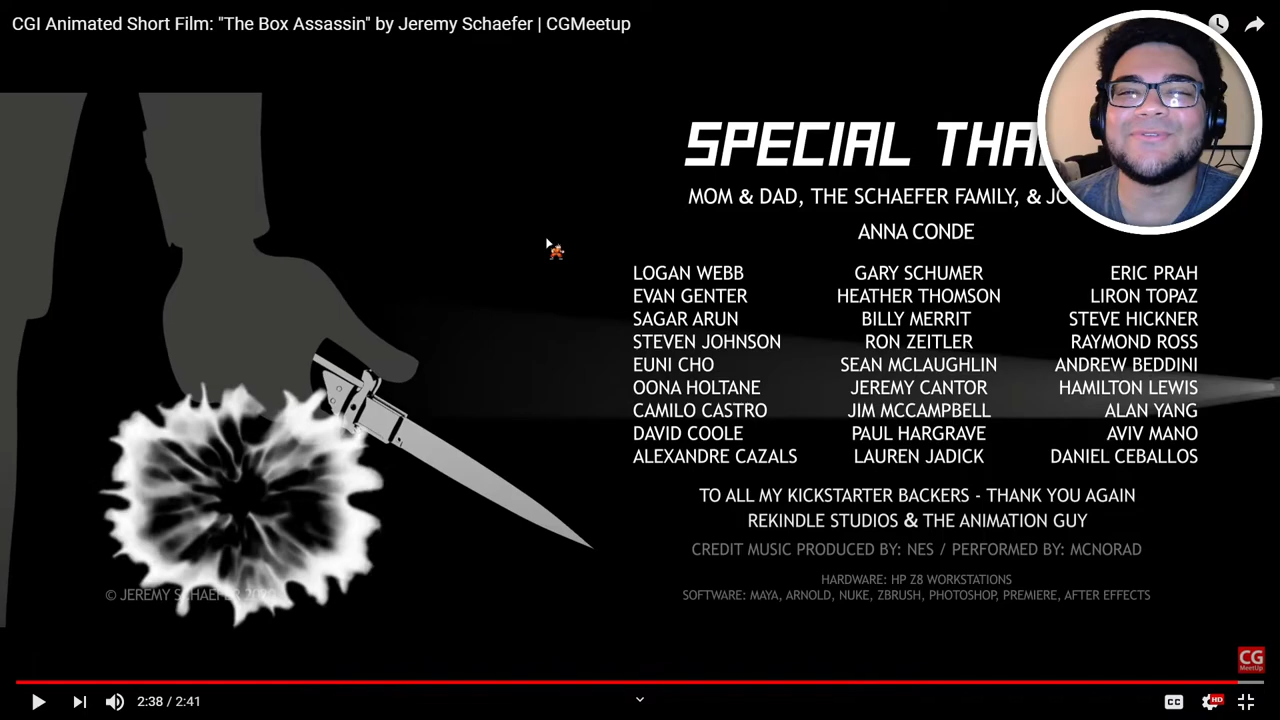 CGI Animated Short Film: "The Box Assassin" by Jeremy Schaefer | CGMeetup
SPECIAL
MOM & DAD, THE SCHAEFER FAMILY, &
ANNA CONDE
LOGAN WEBB GARY SCHUMER ERIC PRAH
EVAN GENTER HEATHER THOMSON LIRON TOPAZ
SAGAR ARUN BILLY MERRIT STEVE HICKNER
STEVEN JOHNSON RON ZEITLER RAYMOND ROSS
EUNI CHO SEAN MCLAUGHLIN ANDREW BEDDINI
OONA HOLTANE JEREMY CANTOR HAMILTON LEWIS
CAMILO CASTRO JIM MCCAMPBELL ALAN YANG
DAVID COOLE PAUL HARGRAVE AVIV MANO
ALEXANDRE CAZALS LAUREN JADICK DANIEL CEBALLOS
TO ALL MY KICKSTARTER BACKERS - THANK YOU AGAIN
REKINDLE STUDIOS & THE ANIMATION GUY
CREDIT MUSIC PRODUCED BY: NES / PERFORMED BY: MCNORAD
HARDWARE: HP Z8 WORKSTATIONS
SOFTWARE: MAYA, ARNOLD, NUKE, ZBRUSH, PHOTOSHOP, PREMIERE, AFTER EFFECTS
© JEREMY SCHAEFER
CG
MeetUp
2:38 / 2:41
CC
HD